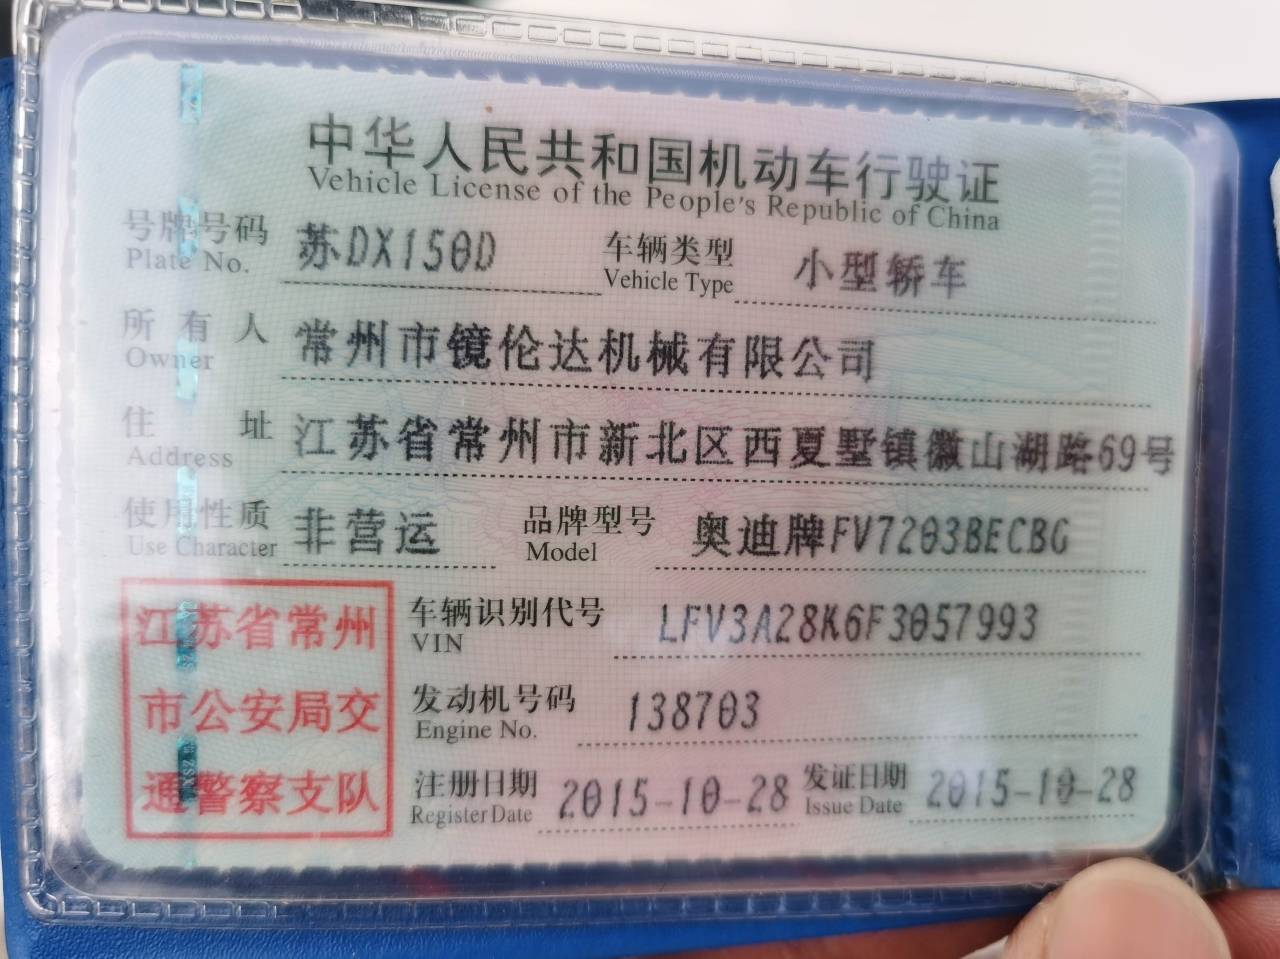 中华人民共和国机动车行驶证
Vehicle License of the People's Republic of China
号牌号码 苏DX150D 车辆类型 小型轿车
Plate No. Vehicle Type
所有人 常州市镜伦达机械有限公司
Owner
住址 江苏省常州市新北区西夏墅镇微山湖路69号
Address
使用性质 非营运 品牌型号 奥迪牌FV7203BECBG
Use Character Model
车辆识别代号 LFV3A28K6F3057993
VIN
发动机号码 138703
Engine No.
注册日期 2015-10-28 发证日期 2015-10-28
Register Date Issue Date
江苏省常州
市公安局交
通警察支队